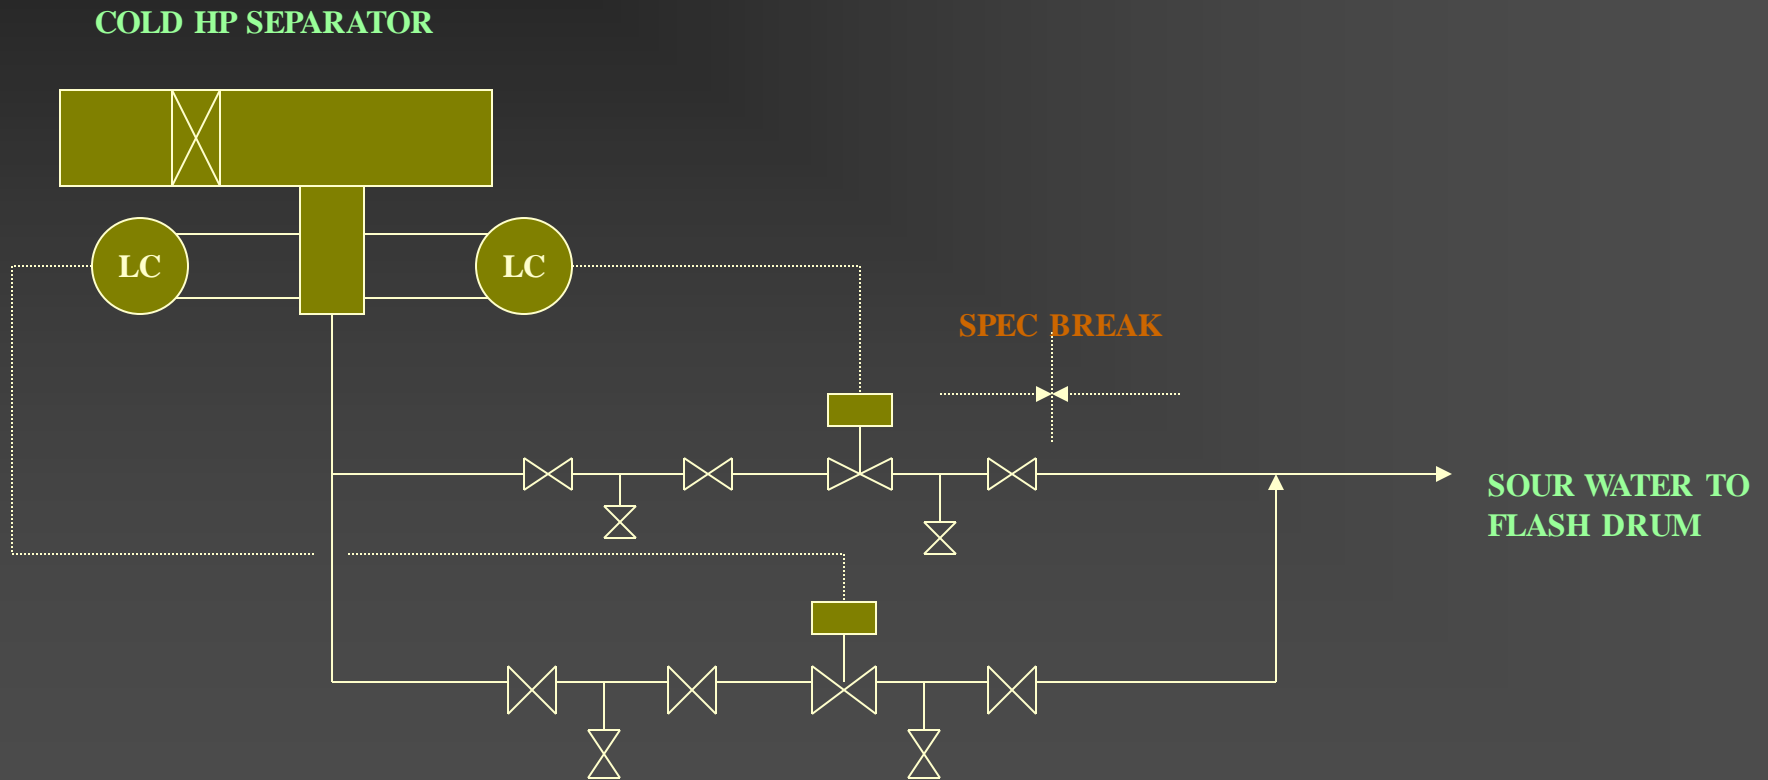 COLD HP SEPARATOR
LC
LC
SPEC BREAK
SOUR WATER TO
FLASH DRUM